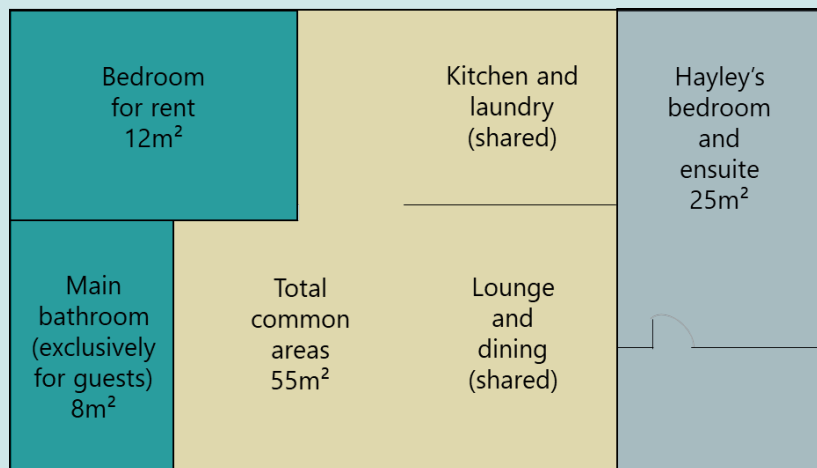 Bedroom
for rent
12m²
Kitchen and
laundry
(shared)
Hayley’s
bedroom
and
ensuite
25m²
Main
bathroom
(exclusively
for guests)
8m²
Total
common
areas
55m²
Lounge
and
dining
(shared)